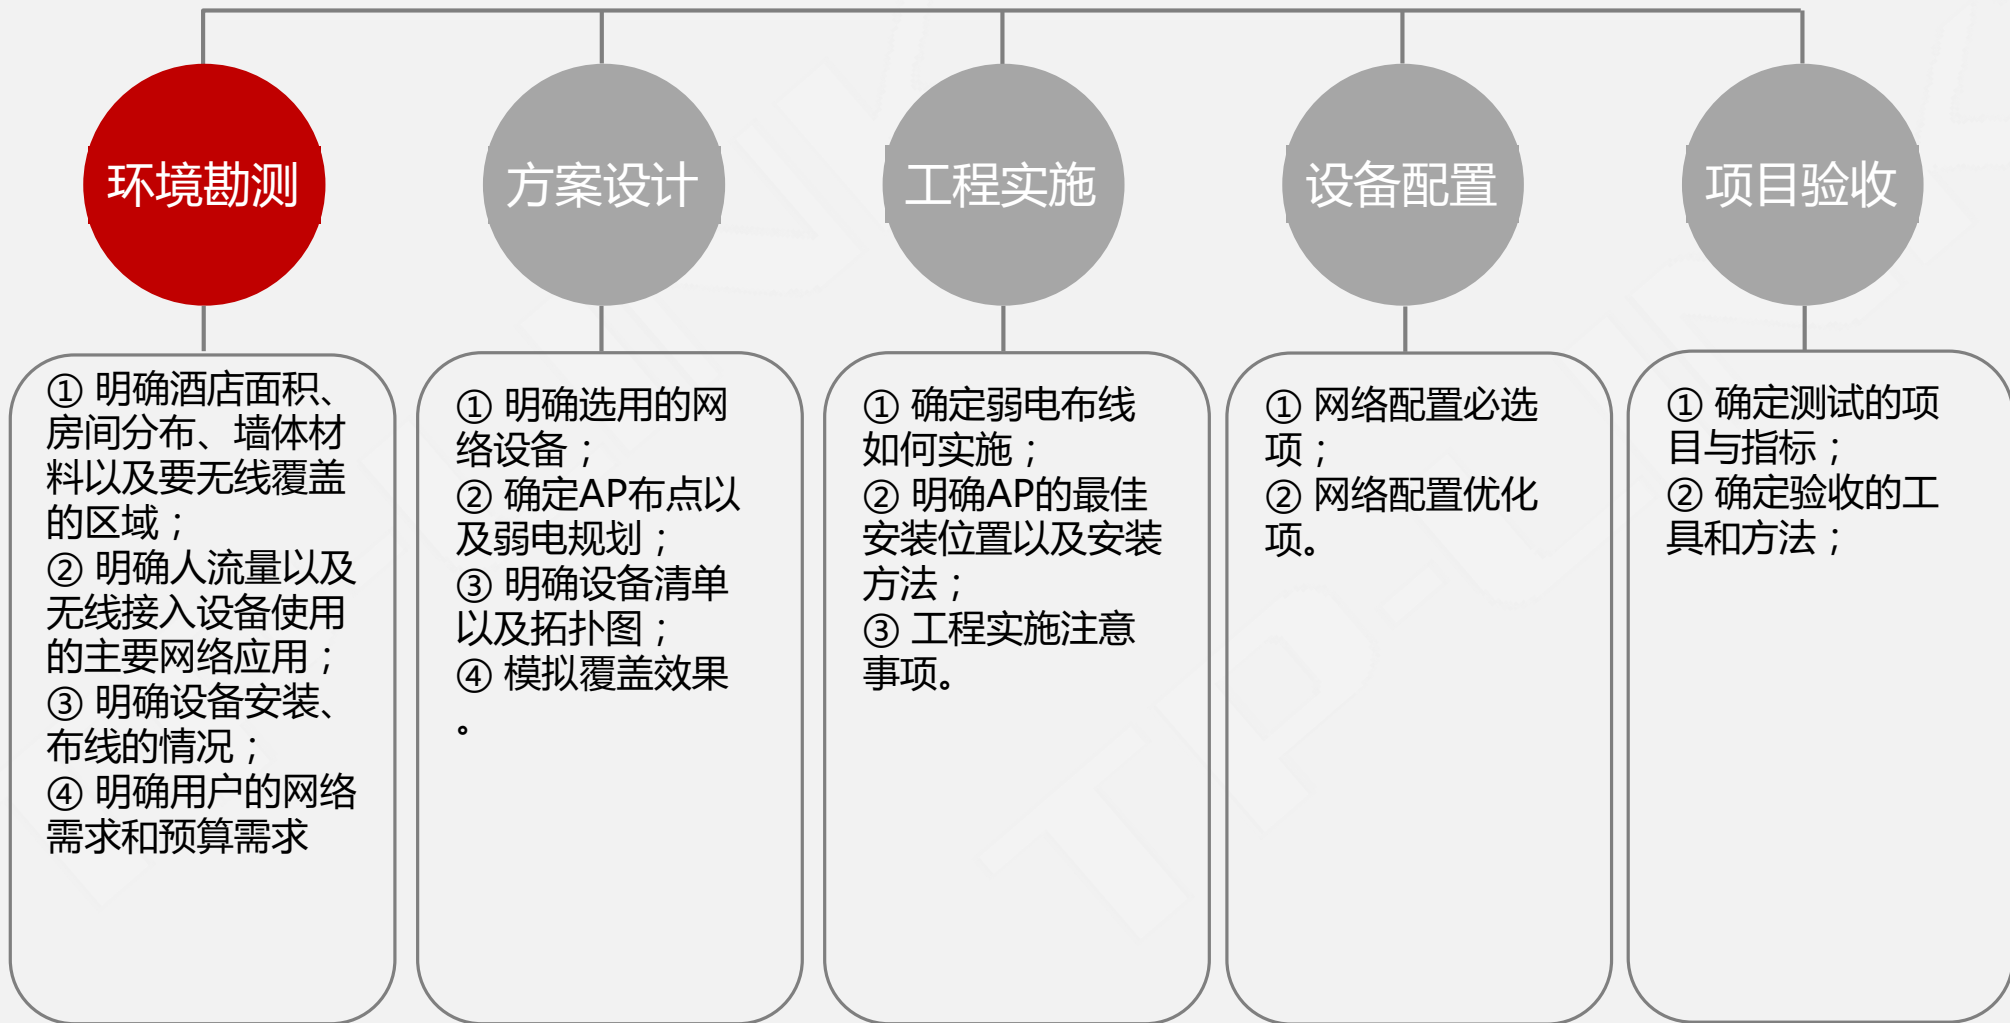 环境勘测
方案设计
工程实施
设备配置
项目验收
① 明确酒店面积、
房间分布、墙体材
料以及要无线覆盖
的区域；
② 明确人流量以及
无线接入设备使用
的主要网络应用；
③ 明确设备安装、
布线的情况；
④ 明确用户的网络
需求和预算需求
① 明确选用的网
络设备；
② 确定AP布点以
及弱电规划；
③ 明确设备清单
以及拓扑图；
④ 模拟覆盖效果
。
① 确定弱电布线
如何实施；
② 明确AP的最佳
安装位置以及安装
方法；
③ 工程实施注意
事项。
① 网络配置必选
项；
② 网络配置优化
项。
① 确定测试的项
目与指标；
② 确定验收的工
具和方法；